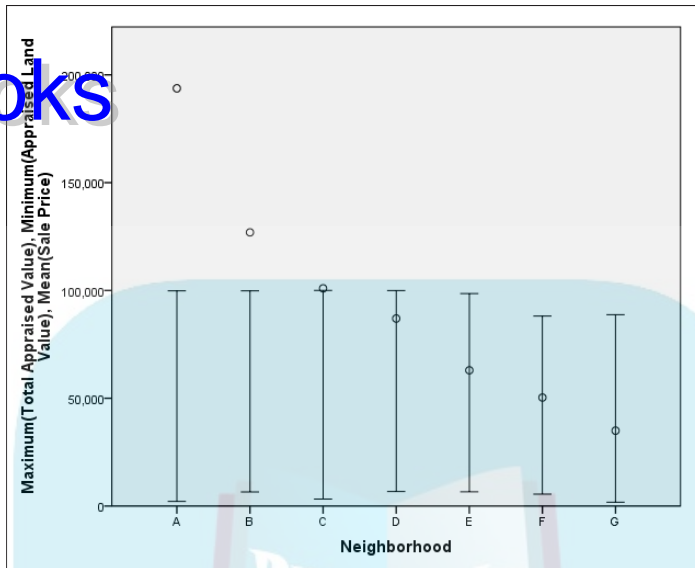 oks
Maximum(Total Appraised Value), Minimum(Appraised Land
Value), Mean(Sale Price)
200,000
150,000
100,000
50,000
0
A B C D E F G
Neighborhood